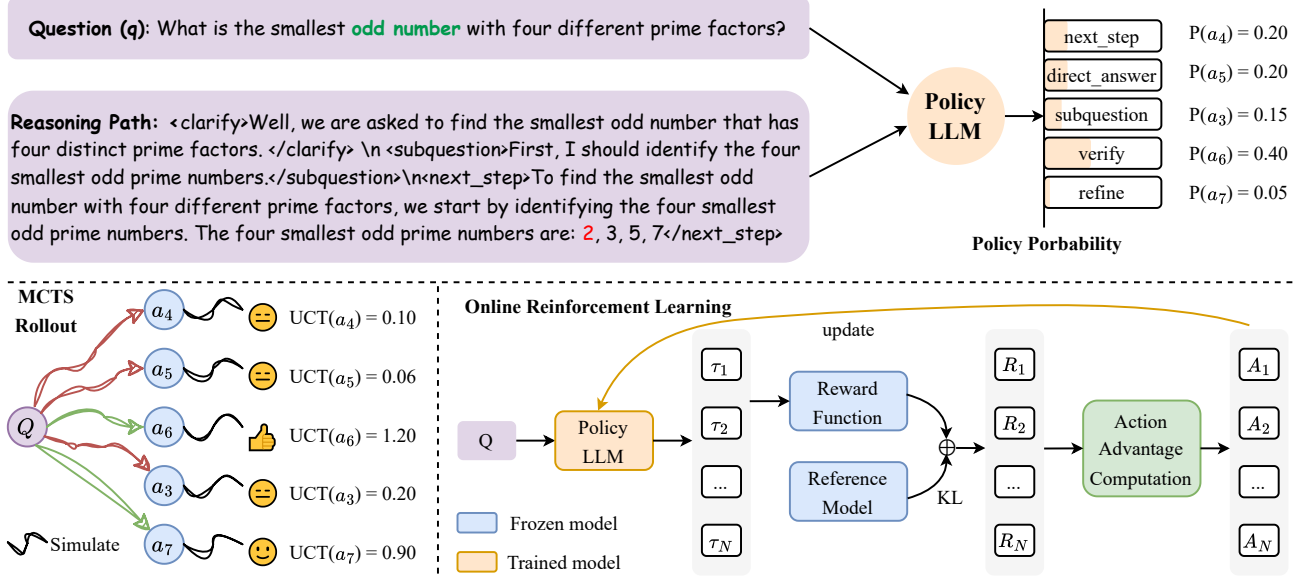 Question (q): What is the smallest odd number with four different prime factors?
Reasoning Path: <clarify>Well, we are asked to find the smallest odd number that has
four distinct prime factors. </clarify> \n <subquestion>First, I should identify the four
smallest odd prime numbers.</subquestion>\n<next_step>To find the smallest odd
number with four different prime factors, we start by identifying the four smallest
odd prime numbers. The four smallest odd prime numbers are: 2, 3, 5, 7</next_step>
Policy
LLM
next_step P(a₄) = 0.20
direct_answer P(a₅) = 0.20
subquestion P(a₃) = 0.15
verify P(a₆) = 0.40
refine P(a₇) = 0.05
Policy Porbability
MCTS
Rollout
Q
a₄ UCT(a₄) = 0.10
a₅ UCT(a₅) = 0.06
a₆ UCT(a₆) = 1.20
a₃ UCT(a₃) = 0.20
a₇ UCT(a₇) = 0.90
Simulate
Online Reinforcement Learning
update
Q
Policy
LLM
τ₁
τ₂
...
τ_N
Reward
Function
Reference
Model
⊕
KL
R₁
R₂
...
R_N
Action
Advantage
Computation
A₁
A₂
...
A_N
Frozen model
Trained model